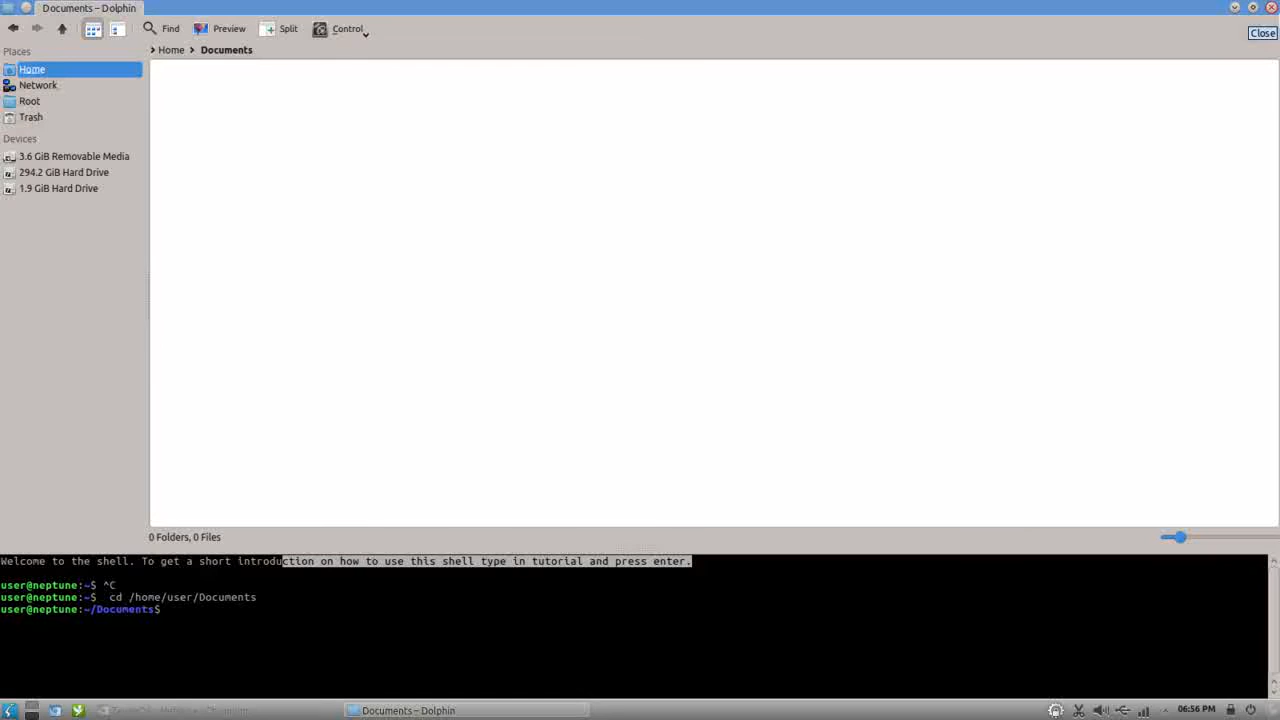 Documents – Dolphin
Find Preview Split Control
Close
Places
Home > Documents
Home
Network
Root
Trash
Devices
3.6 GiB Removable Media
294.2 GiB Hard Drive
1.9 GiB Hard Drive
0 Folders, 0 Files
Welcome to the shell. To get a short introduction on how to use this shell type in tutorial and press enter.
user@neptune:~$ ^C
user@neptune:~$  cd /home/user/Documents
user@neptune:~/Documents$
Documents – Dolphin
06:56 PM